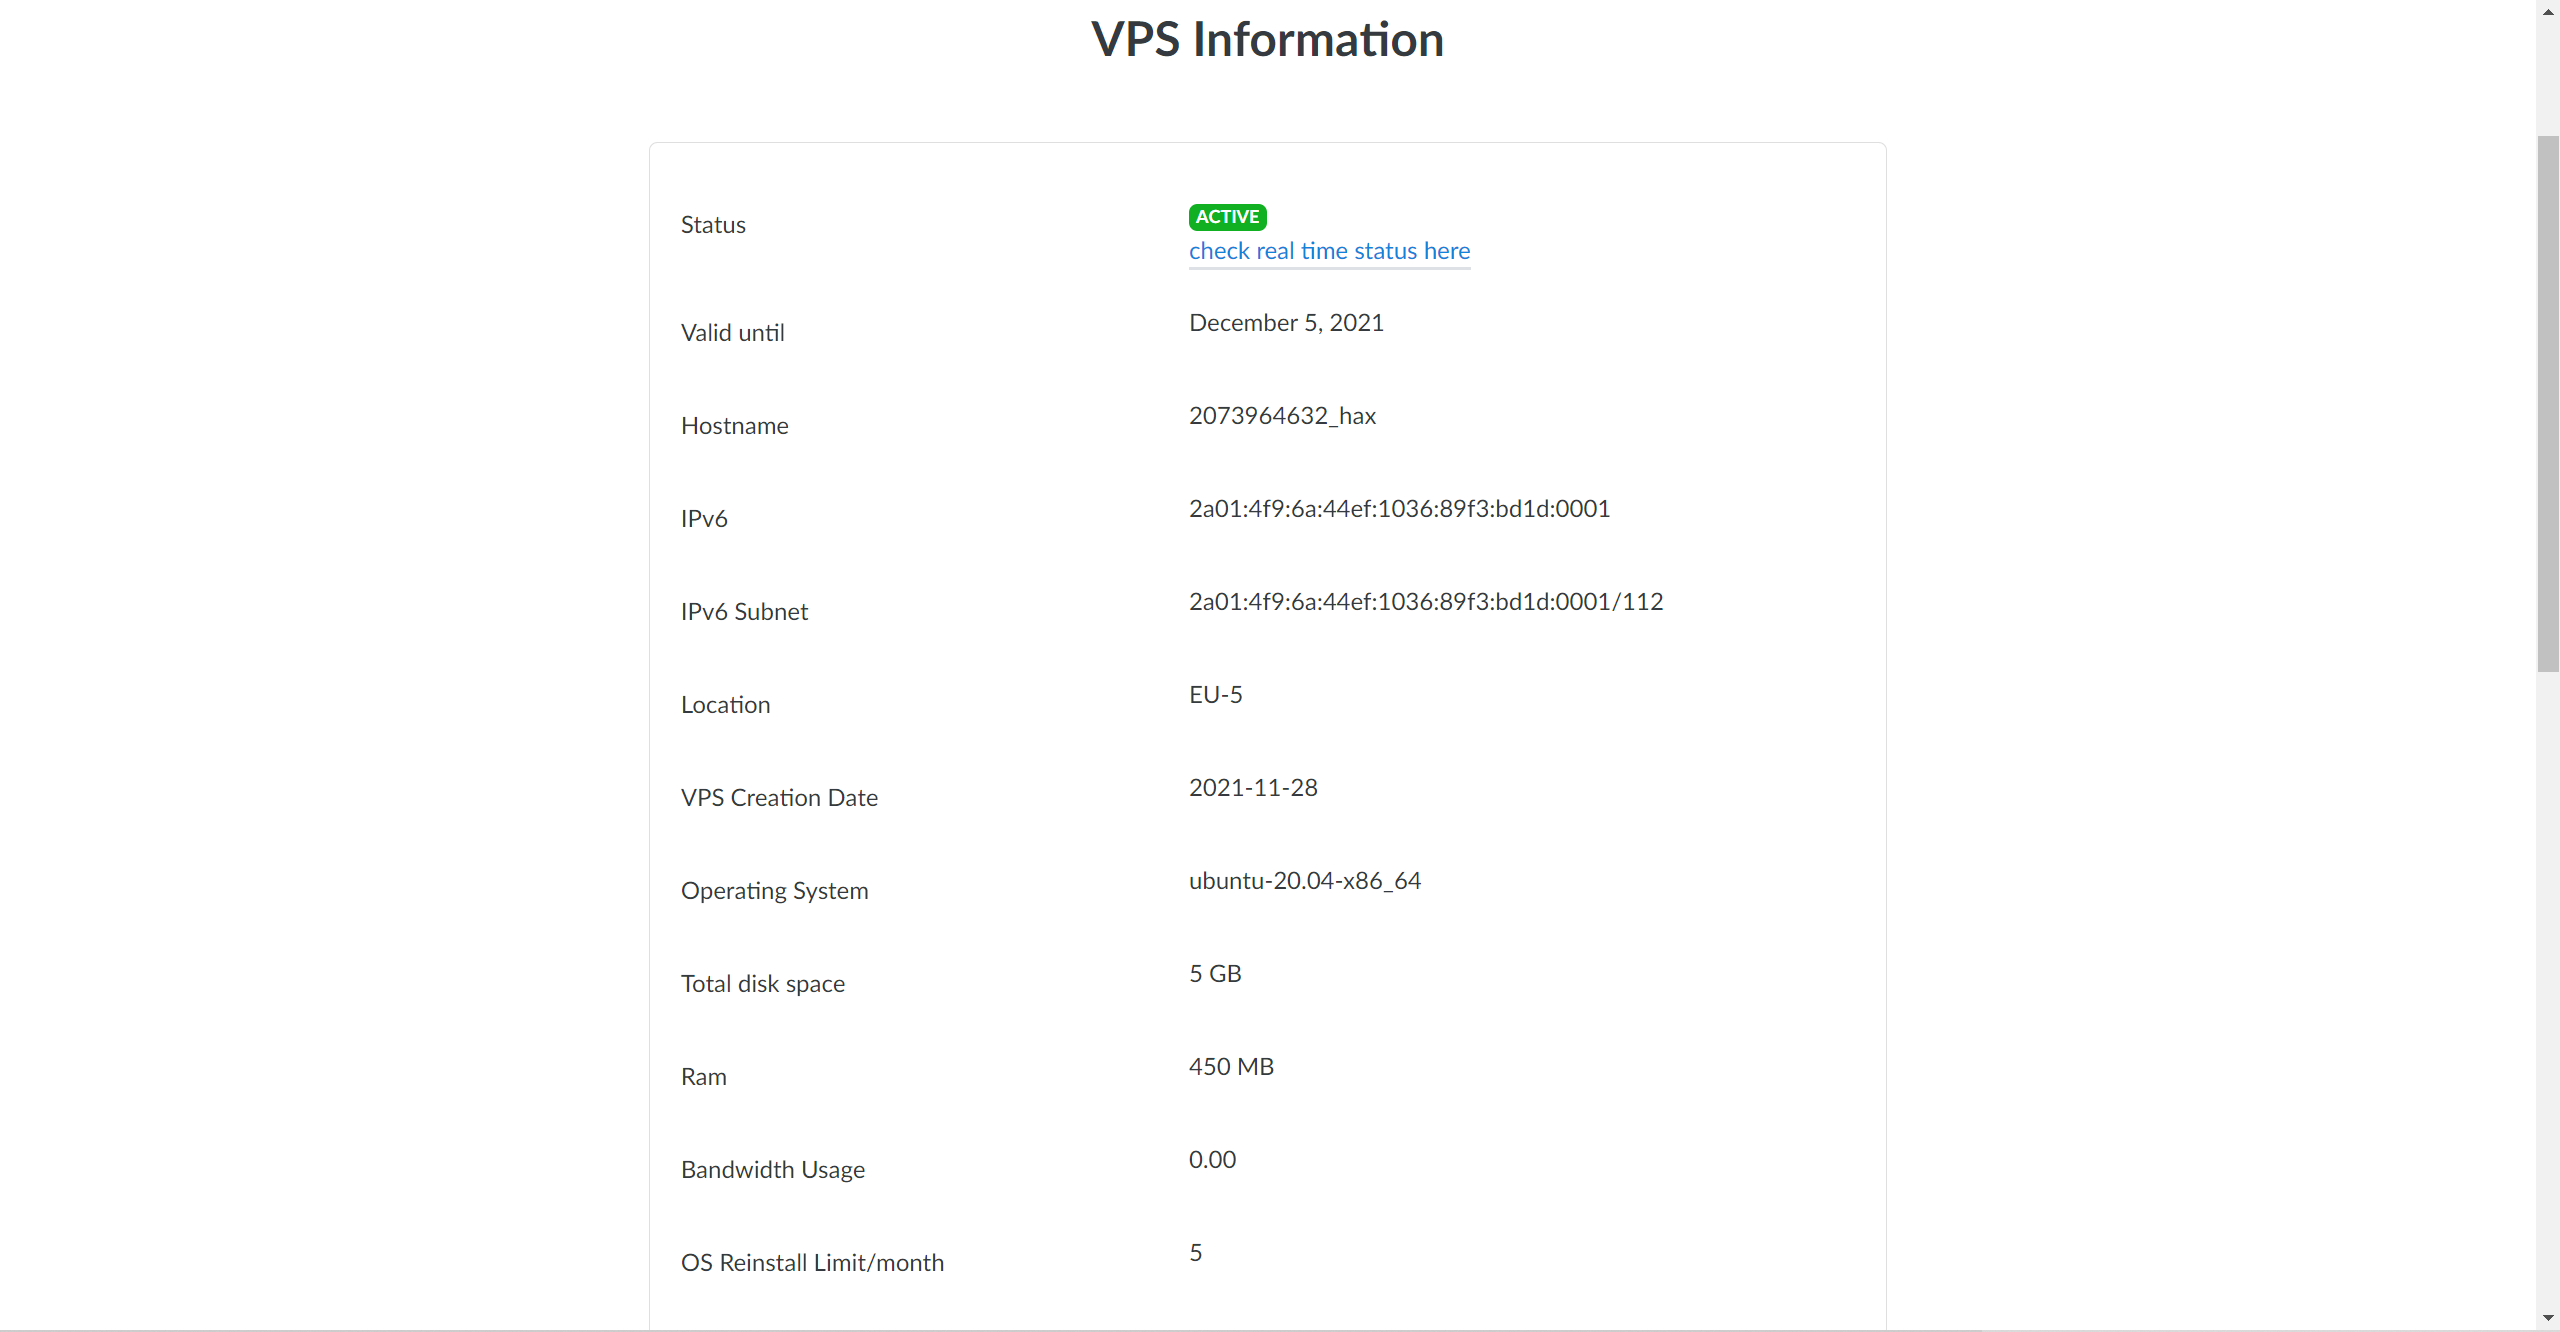 VPS Information
Status
ACTIVE
check real time status here
Valid until
December 5, 2021
Hostname
2073964632_hax
IPv6
2a01:4f9:6a:44ef:1036:89f3:bd1d:0001
IPv6 Subnet
2a01:4f9:6a:44ef:1036:89f3:bd1d:0001/112
Location
EU-5
VPS Creation Date
2021-11-28
Operating System
ubuntu-20.04-x86_64
Total disk space
5 GB
Ram
450 MB
Bandwidth Usage
0.00
OS Reinstall Limit/month
5